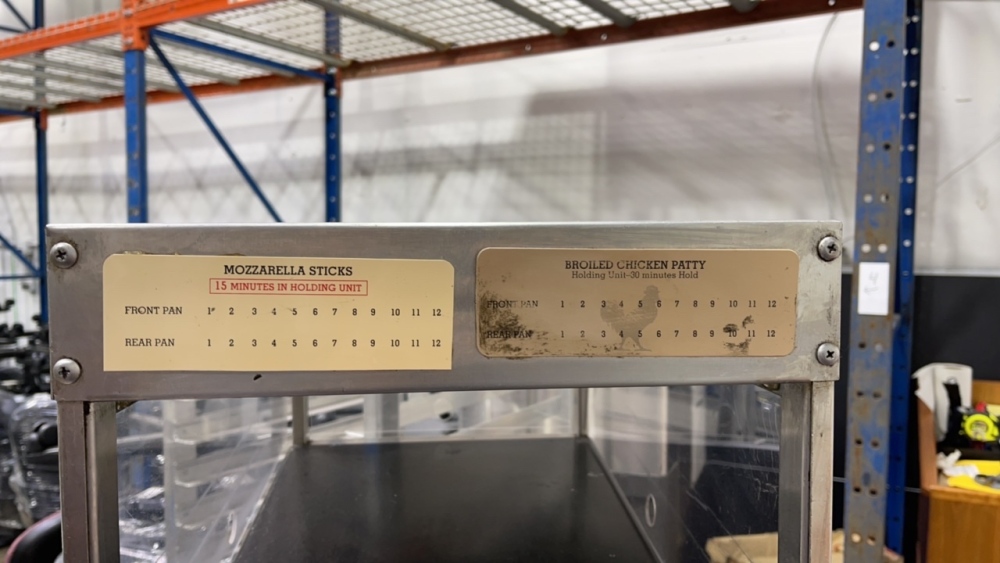 MOZZARELLA STICKS
15 MINUTES IN HOLDING UNIT
FRONT PAN 1 2 3 4 5 6 7 8 9 10 11 12
REAR PAN 1 2 3 4 5 6 7 8 9 10 11 12
BROILED CHICKEN PATTY
Holding Unit-30 minutes Hold
FRONT PAN 1 2 3 4 5 6 7 8 9 10 11 12
REAR PAN 1 2 3 4 5 6 7 8 9 10 11 12